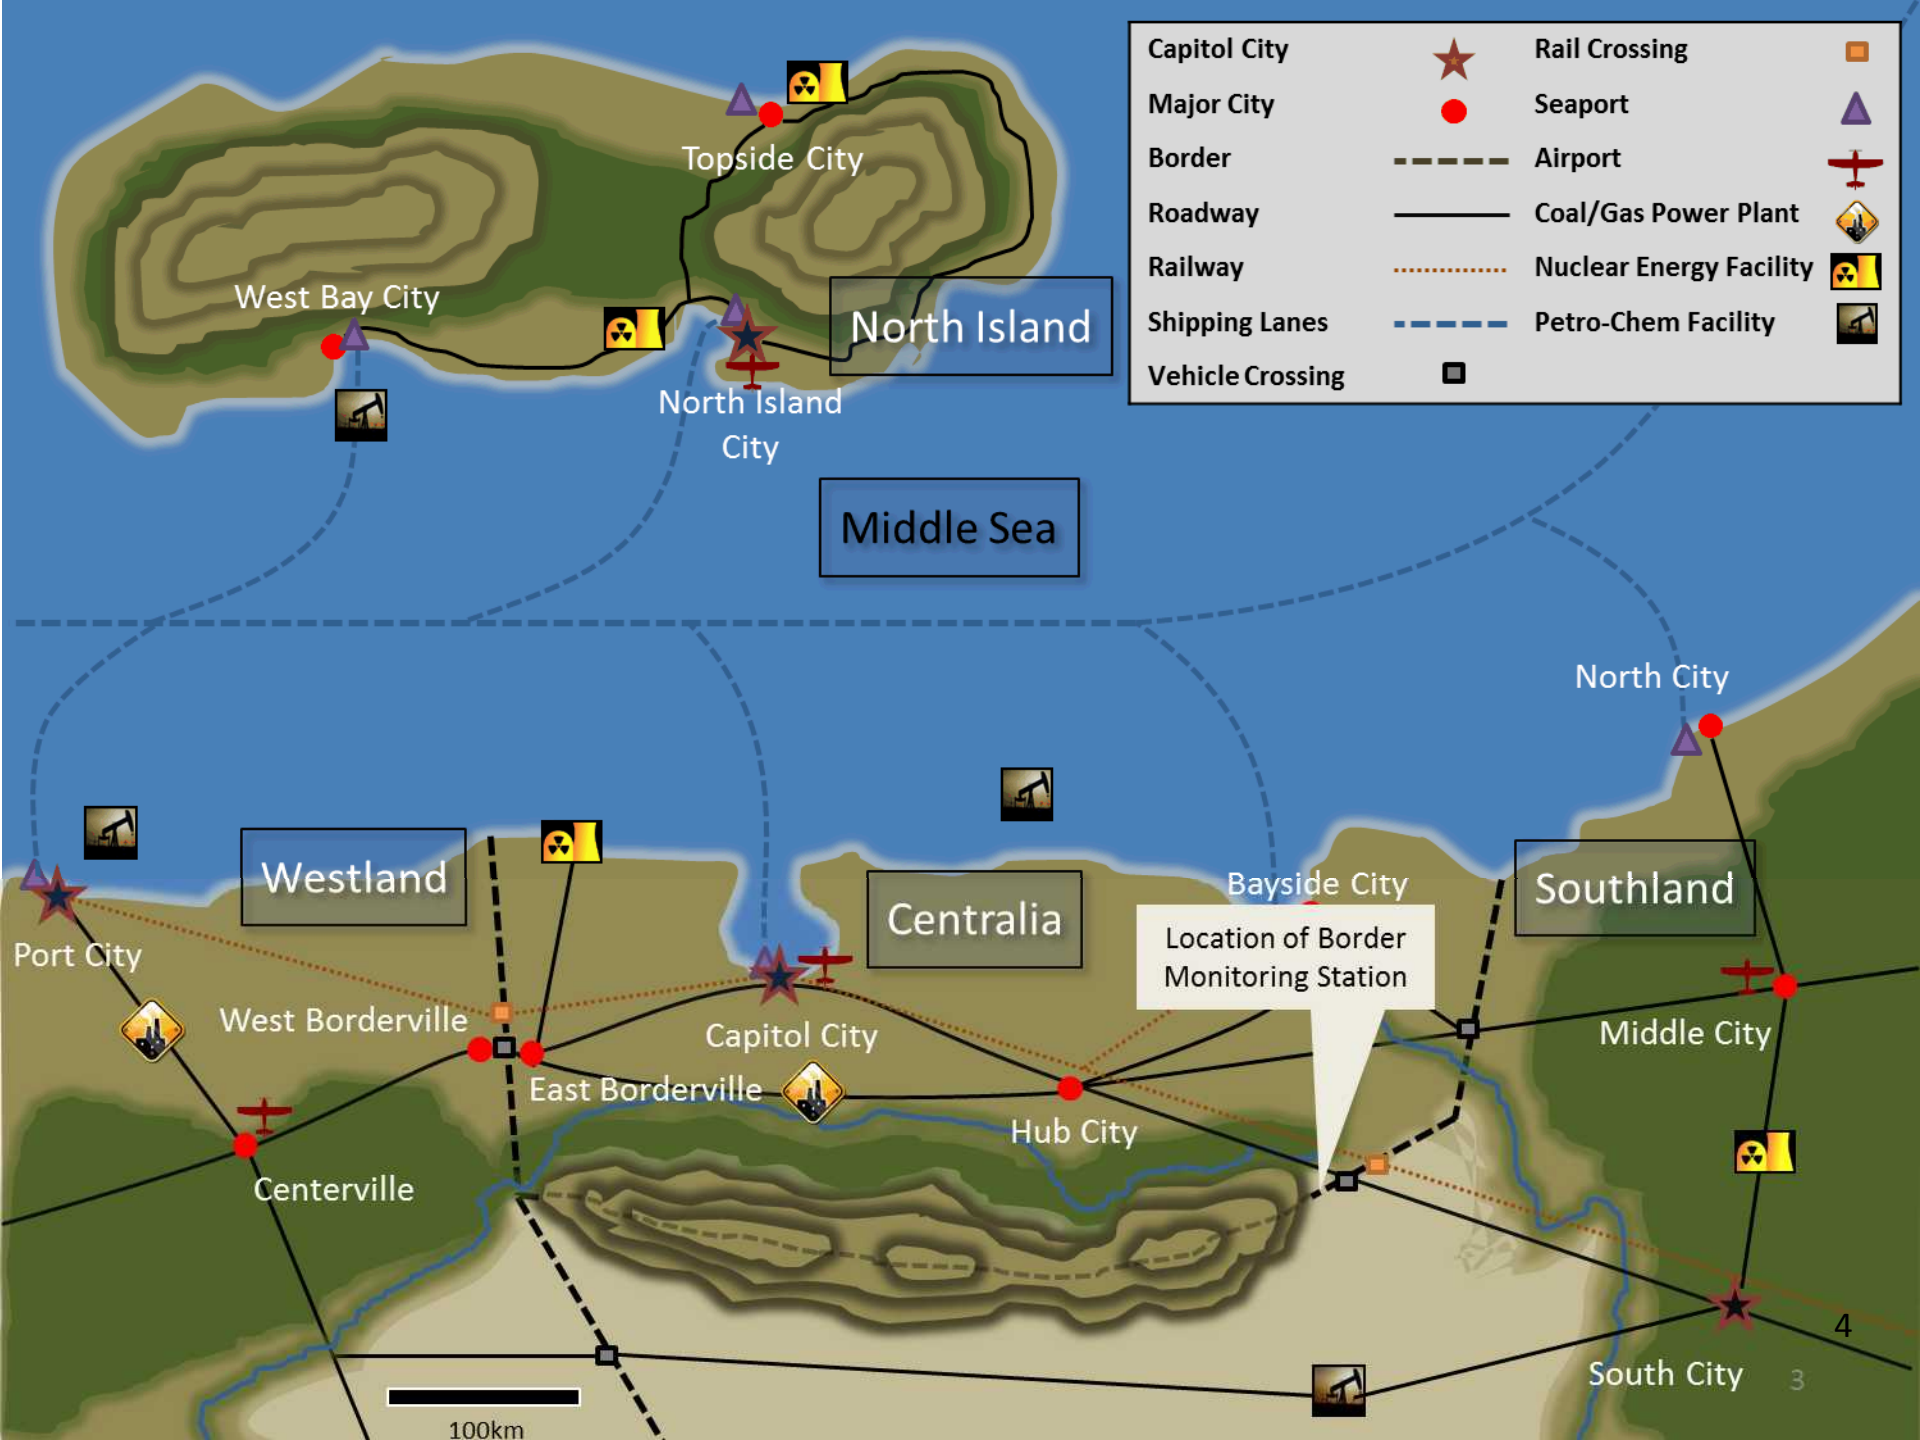 Capitol City
Rail Crossing
Major City
Seaport
Border
Airport
Roadway
Coal/Gas Power Plant
Railway
Nuclear Energy Facility
Shipping Lanes
Petro-Chem Facility
Vehicle Crossing
Topside City
West Bay City
North Island
North Island
City
Middle Sea
North City
Westland
Centralia
Bayside City
Southland
Location of Border
Monitoring Station
Port City
West Borderville
Capitol City
Middle City
East Borderville
Hub City
Centerville
South City
4
3
100km